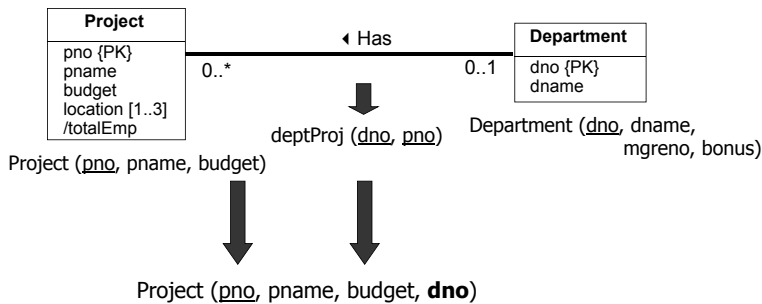 Project
pno {PK}
pname
budget
location [1..3]
/totalEmp
◂ Has
0..*
0..1
Department
dno {PK}
dname
deptProj (dno, pno)
Department (dno, dname,
mgreno, bonus)
Project (pno, pname, budget)
Project (pno, pname, budget, dno)